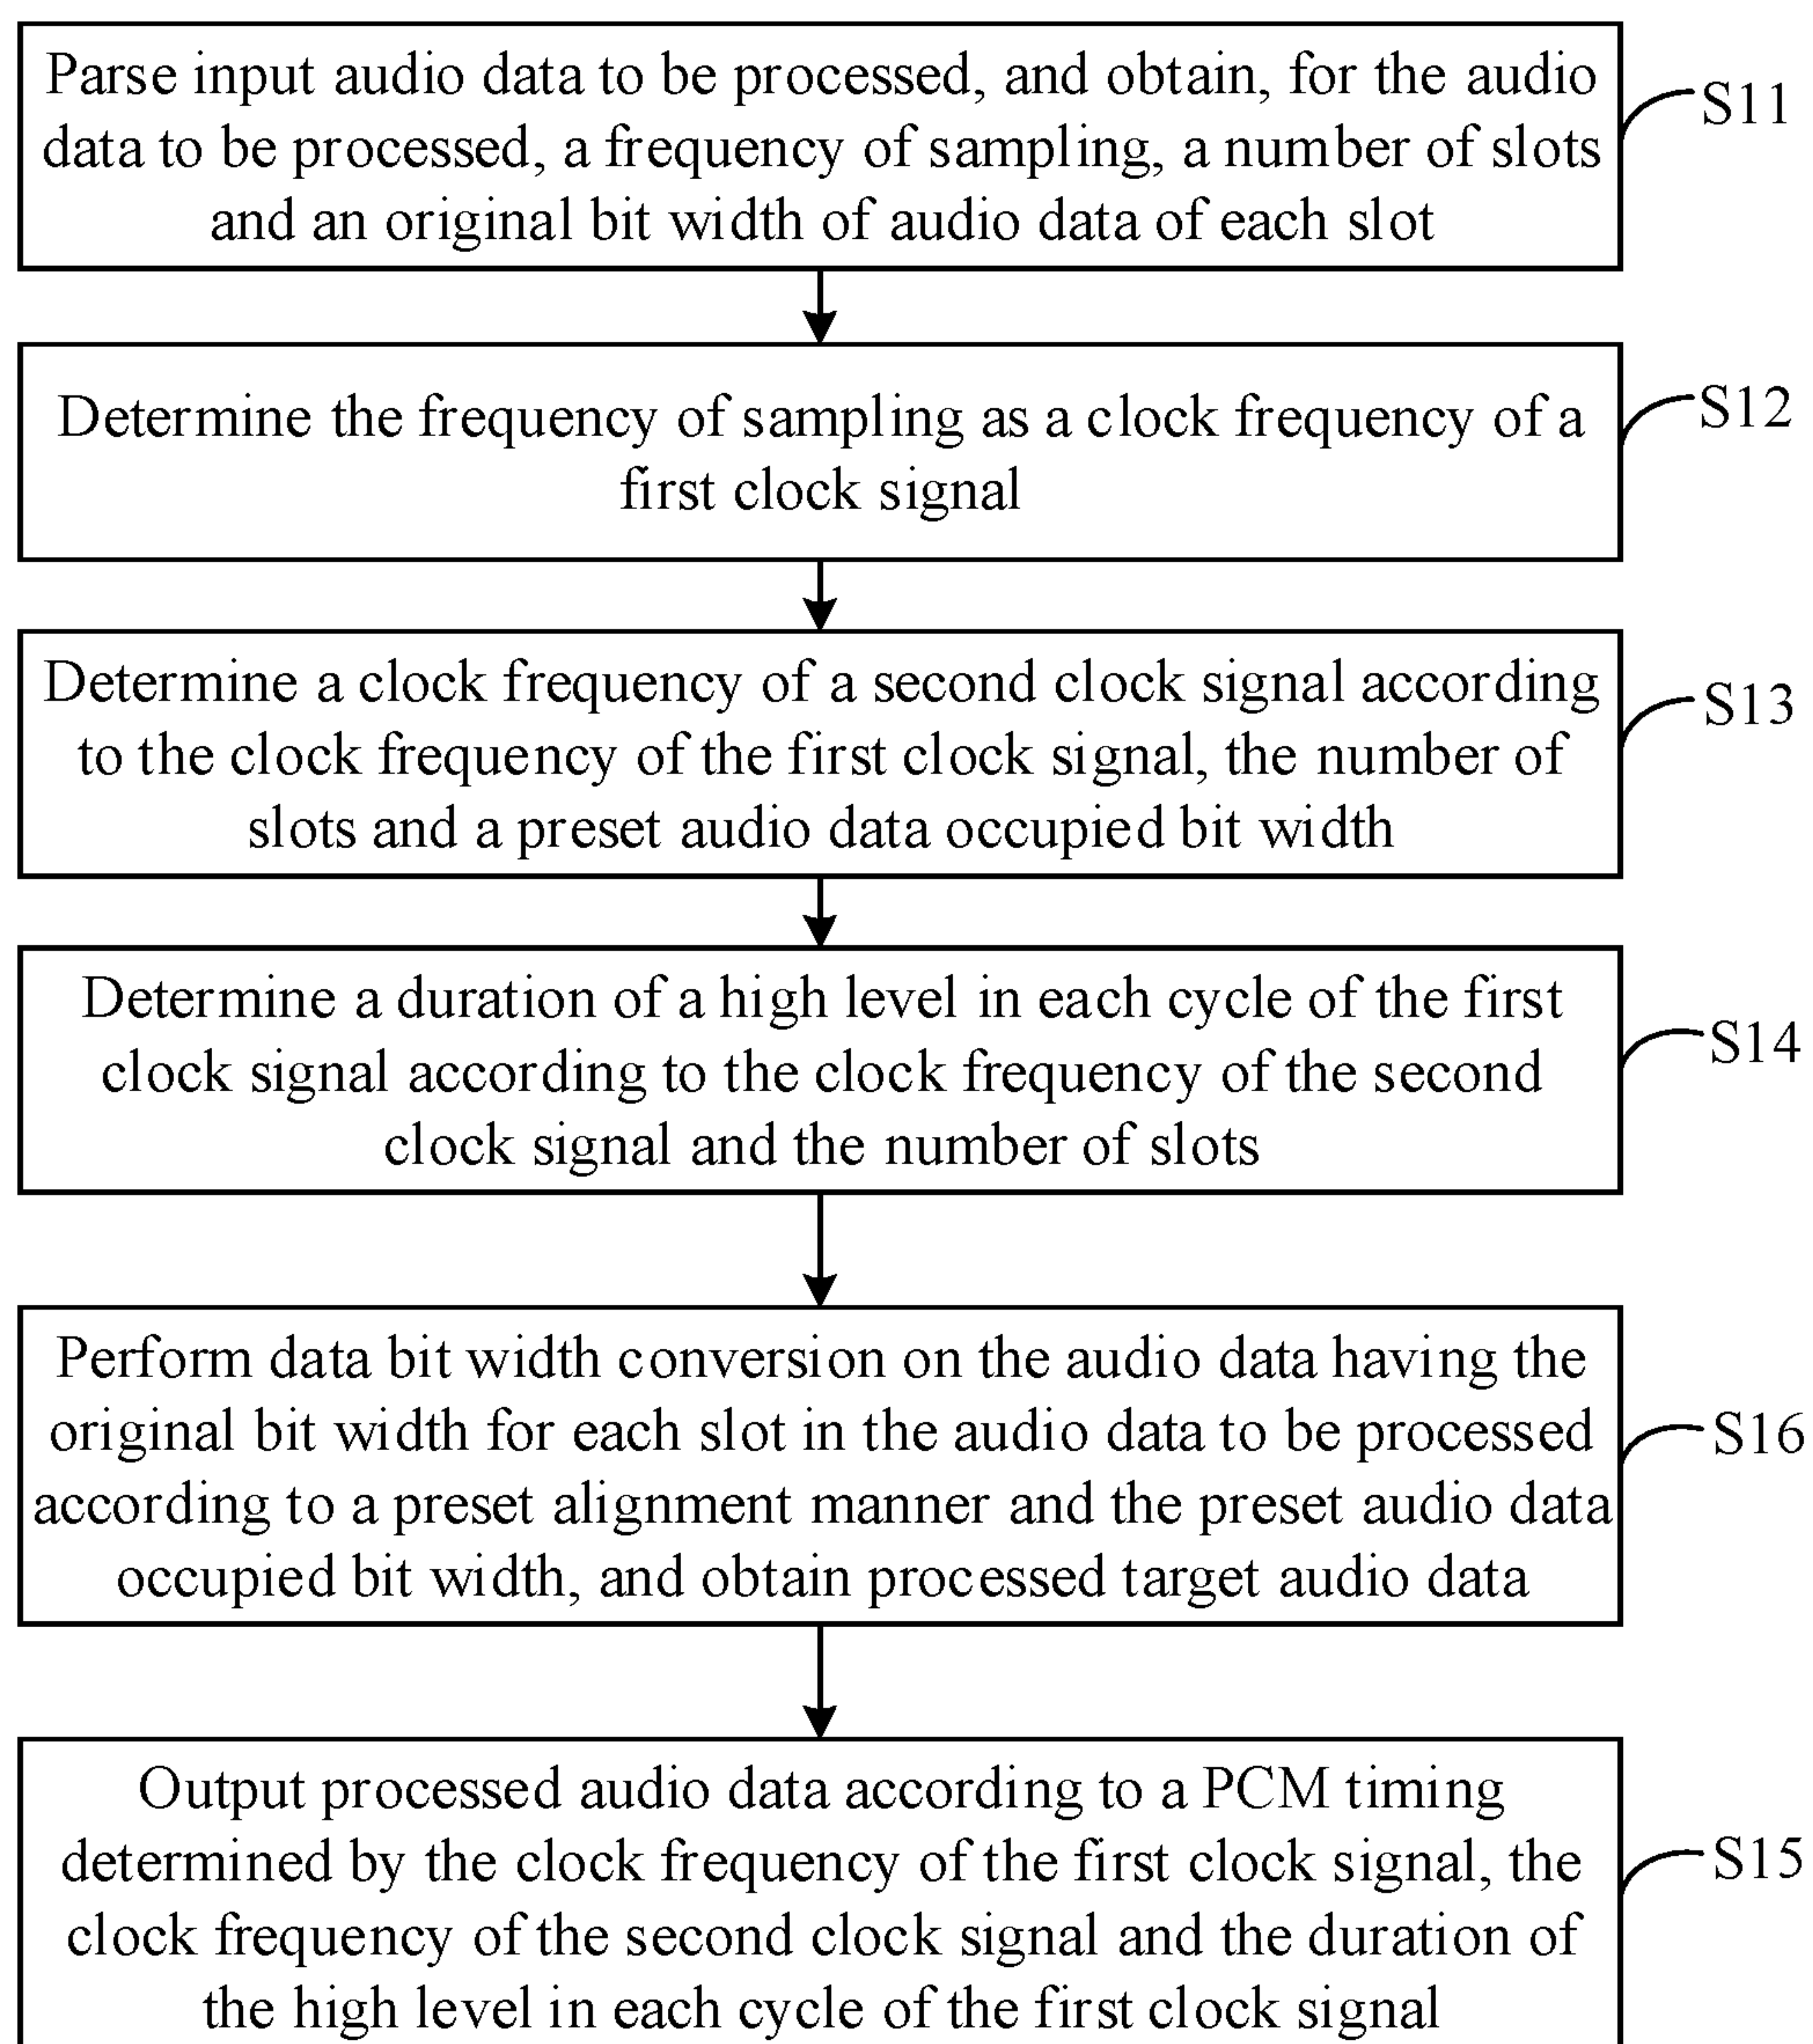 Parse input audio data to be processed, and obtain, for the audio
data to be processed, a frequency of sampling, a number of slots
and an original bit width of audio data of each slot
S11
Determine the frequency of sampling as a clock frequency of a
first clock signal
S12
Determine a clock frequency of a second clock signal according
to the clock frequency of the first clock signal, the number of
slots and a preset audio data occupied bit width
S13
Determine a duration of a high level in each cycle of the first
clock signal according to the clock frequency of the second
clock signal and the number of slots
S14
Perform data bit width conversion on the audio data having the
original bit width for each slot in the audio data to be processed
according to a preset alignment manner and the preset audio data
occupied bit width, and obtain processed target audio data
S16
Output processed audio data according to a PCM timing
determined by the clock frequency of the first clock signal, the
clock frequency of the second clock signal and the duration of
the high level in each cycle of the first clock signal
S15